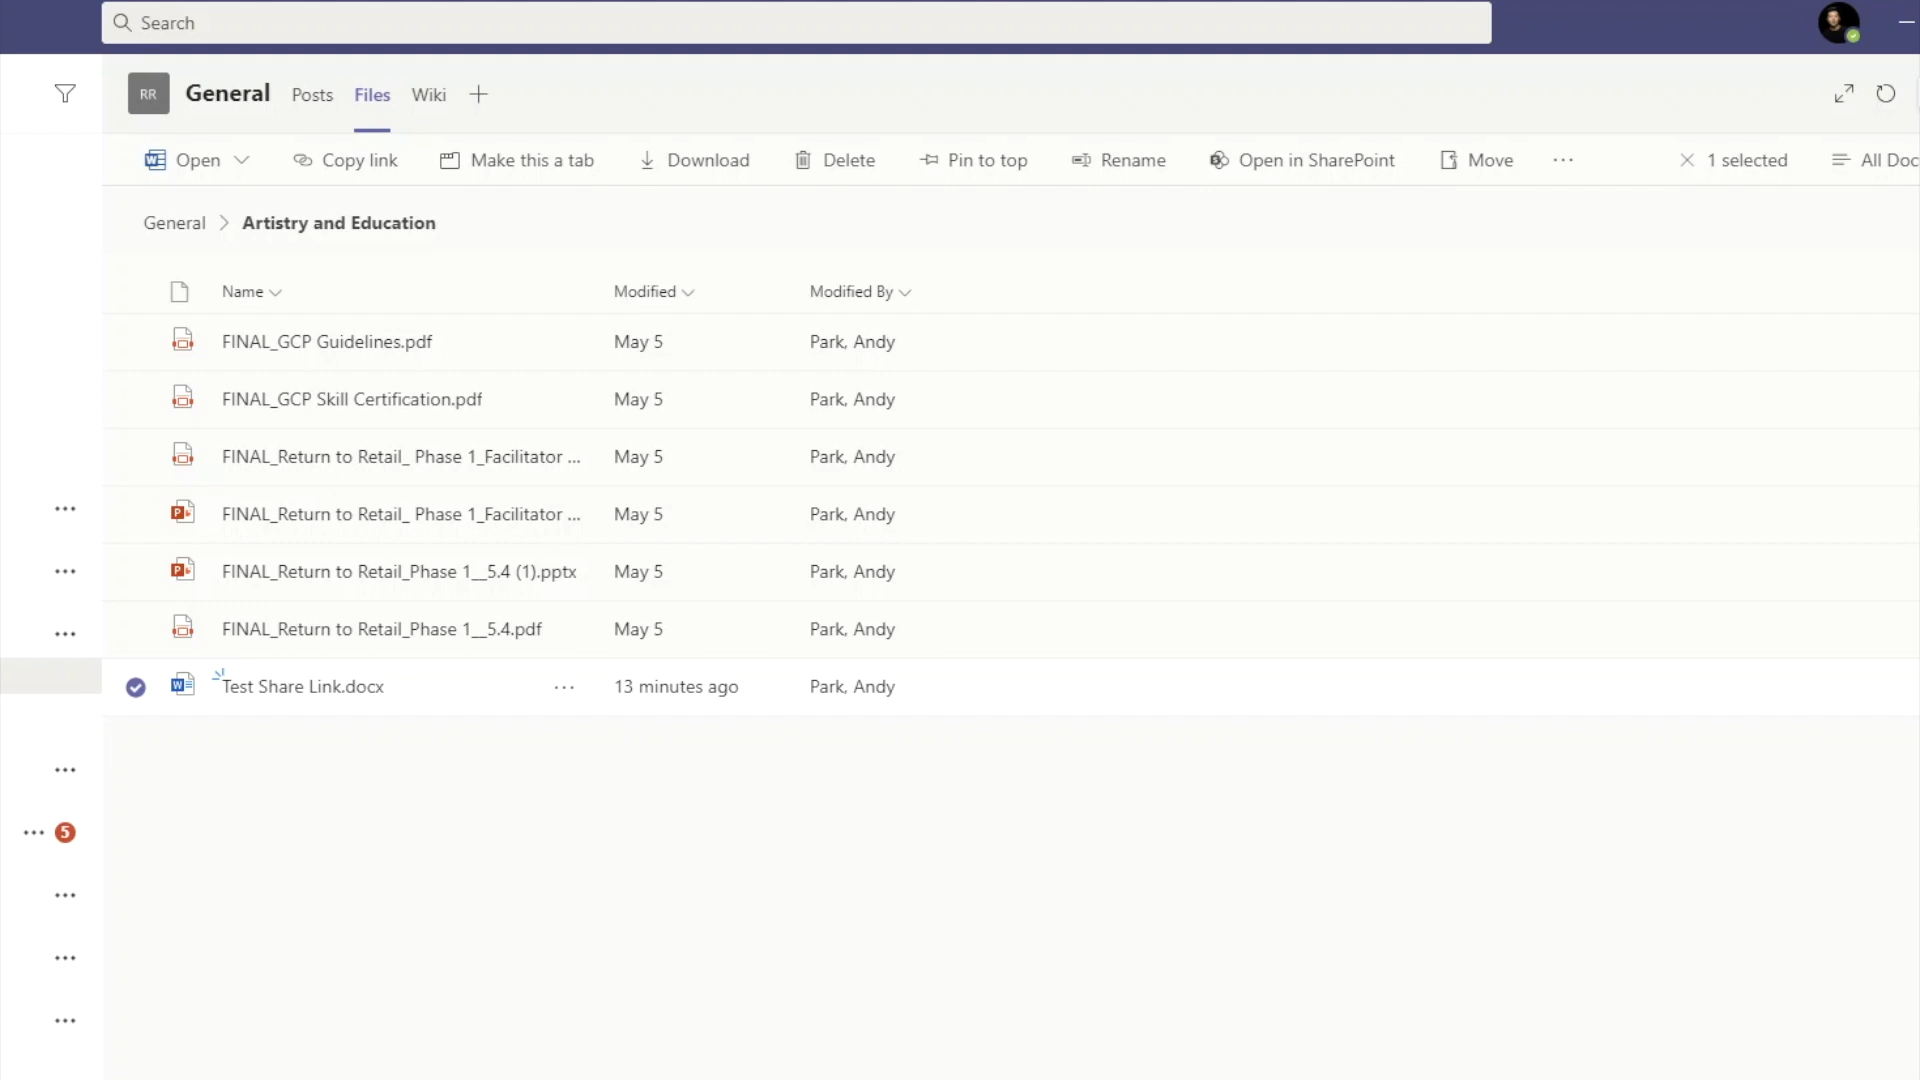 Search
RR General Posts Files Wiki
Open Copy link Make this a tab Download Delete Pin to top Rename Open in SharePoint Move ... 1 selected All Doc
General > Artistry and Education
Name Modified Modified By
FINAL_GCP Guidelines.pdf May 5 Park, Andy
FINAL_GCP Skill Certification.pdf May 5 Park, Andy
FINAL_Return to Retail_ Phase 1_Facilitator ... May 5 Park, Andy
FINAL_Return to Retail_ Phase 1_Facilitator ... May 5 Park, Andy
FINAL_Return to Retail_Phase 1__5.4 (1).pptx May 5 Park, Andy
FINAL_Return to Retail_Phase 1__5.4.pdf May 5 Park, Andy
Test Share Link.docx ... 13 minutes ago Park, Andy
5